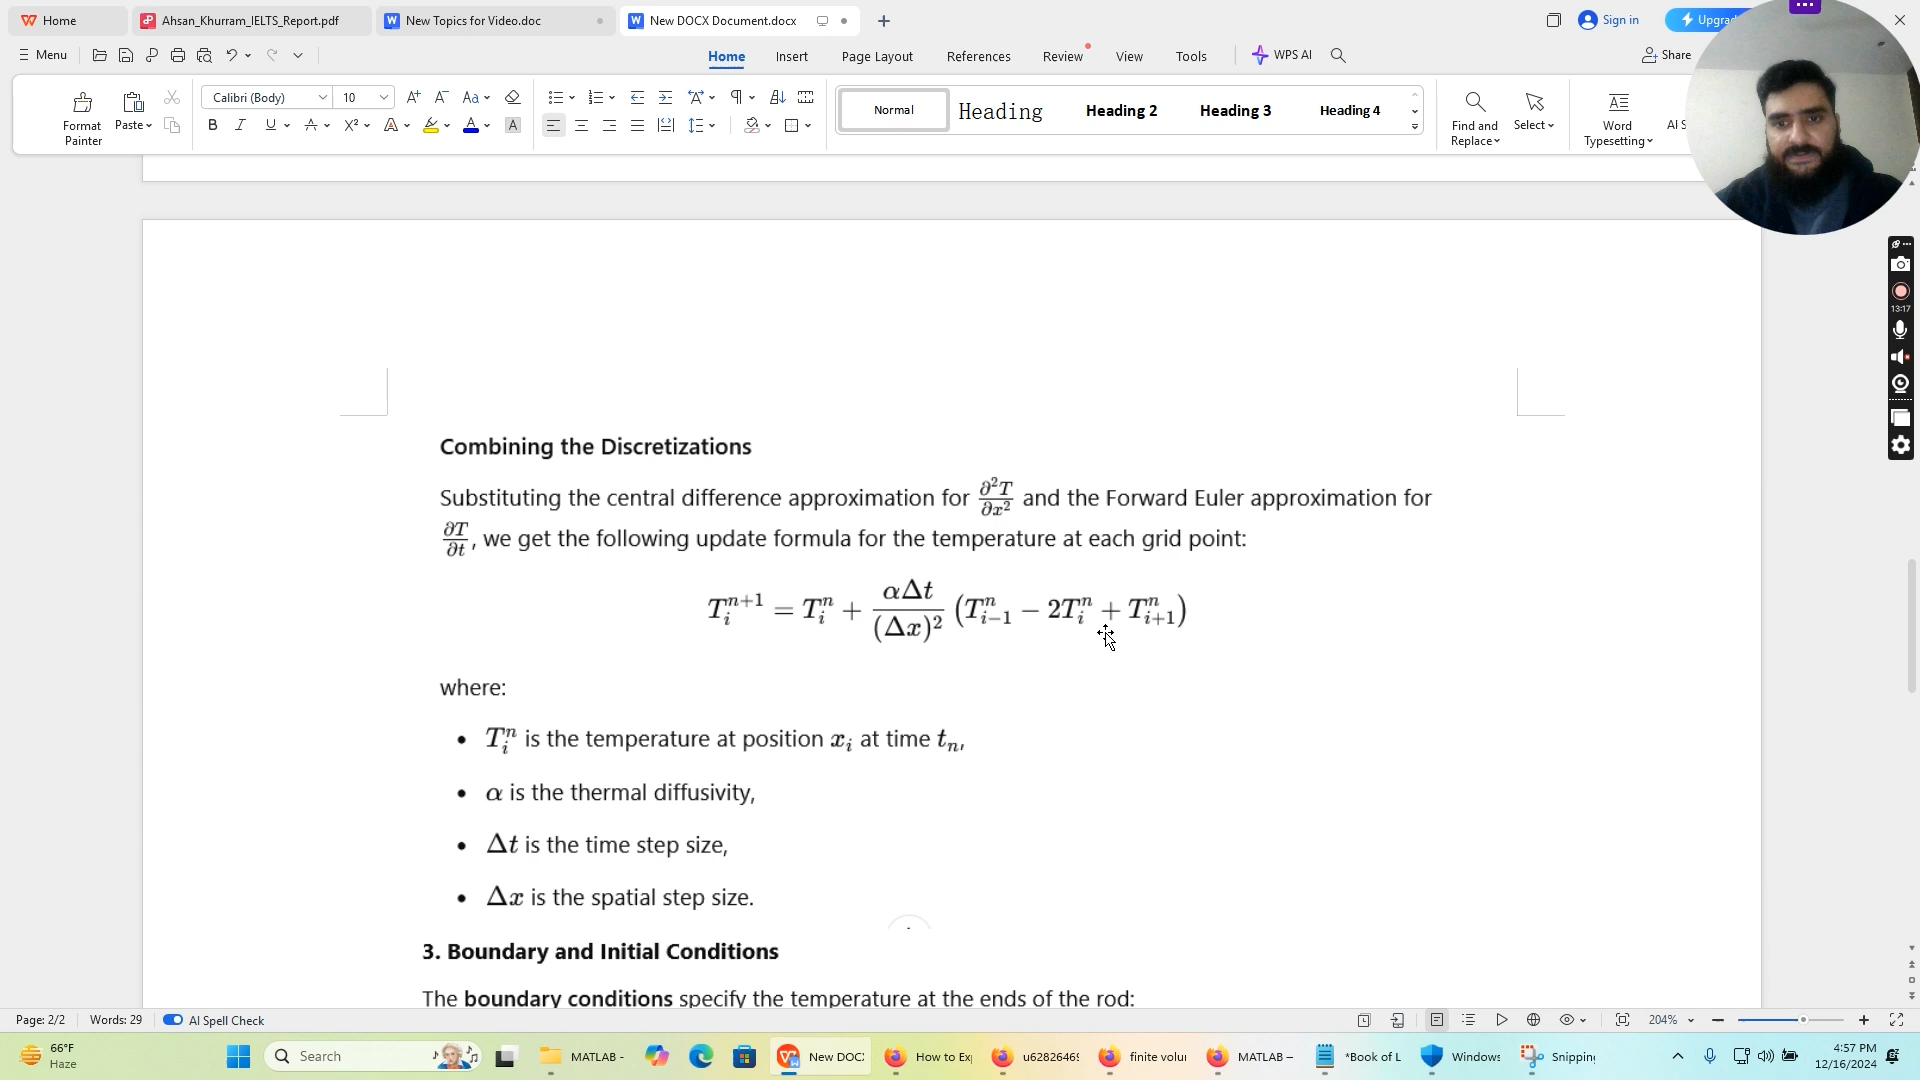 Home
Ahsan_Khurram_IELTS_Report.pdf
New Topics for Video.doc
New DOCX Document.docx
Sign in
Menu
Home Insert Page Layout References Review View Tools WPS AI
Share
Format Painter
Paste
Calibri (Body) 10
Normal Heading Heading 2 Heading 3 Heading 4
Find and Replace
Select
Word Typesetting
13:17
Combining the Discretizations
Substituting the central difference approximation for ∂²T/∂x² and the Forward Euler approximation for
∂T/∂t, we get the following update formula for the temperature at each grid point:
T_i^{n+1} = T_i^n + αΔt/(Δx)² (T_{i−1}^n − 2T_i^n + T_{i+1}^n)
where:
• T_i^n is the temperature at position x_i at time t_n,
• α is the thermal diffusivity,
• Δt is the time step size,
• Δx is the spatial step size.
3. Boundary and Initial Conditions
The boundary conditions specify the temperature at the ends of the rod:
Page: 2/2 Words: 29 AI Spell Check
204%
66°F
Haze
Search
MATLAB -
New DOC
How to Ex
u6282646
finite volu
MATLAB –
*Book of L
Windows
Snipping
4:57 PM
12/16/2024